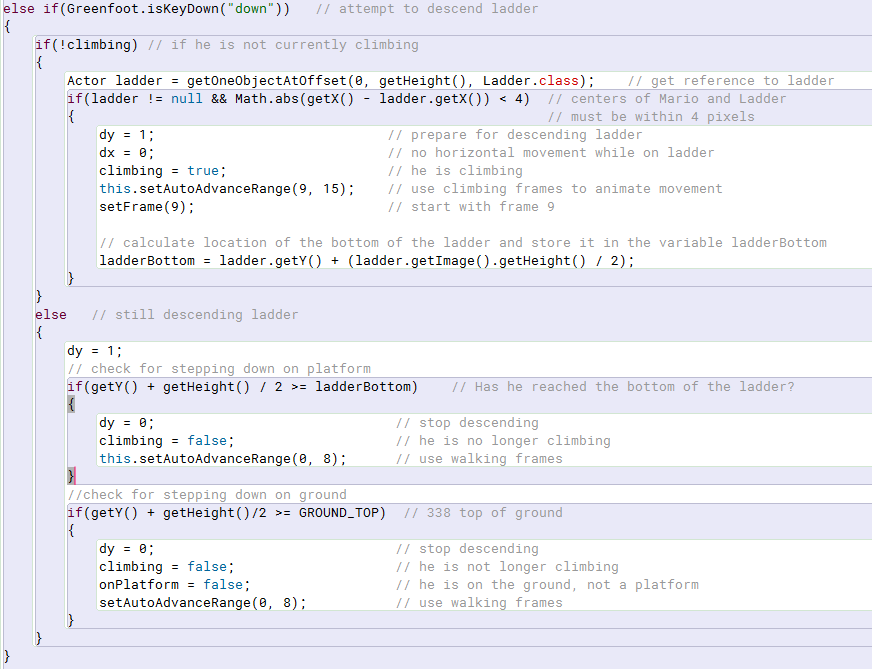 else if(Greenfoot.isKeyDown("down"))   // attempt to descend ladder
{
    if(!climbing) // if he is not currently climbing
    {
        Actor ladder = getOneObjectAtOffset(0, getHeight(), Ladder.class);    // get reference to ladder
        if(ladder != null && Math.abs(getX() - ladder.getX()) < 4)  // centers of Mario and Ladder
        {                                                           // must be within 4 pixels
            dy = 1;                             // prepare for descending ladder
            dx = 0;                             // no horizontal movement while on ladder
            climbing = true;                    // he is climbing
            this.setAutoAdvanceRange(9, 15);    // use climbing frames to animate movement
            setFrame(9);                        // start with frame 9

            // calculate location of the bottom of the ladder and store it in the variable ladderBottom
            ladderBottom = ladder.getY() + (ladder.getImage().getHeight() / 2);
        }
    }
    else   // still descending ladder
    {
        dy = 1;
        // check for stepping down on platform
        if(getY() + getHeight() / 2 >= ladderBottom)    // Has he reached the bottom of the ladder?
        {
            dy = 0;                              // stop descending
            climbing = false;                    // he is no longer climbing
            this.setAutoAdvanceRange(0, 8);      // use walking frames
        }
        //check for stepping down on ground
        if(getY() + getHeight()/2 >= GROUND_TOP)  // 338 top of ground
        {
            dy = 0;                              // stop descending
            climbing = false;                    // he is not longer climbing
            onPlatform = false;                  // he is on the ground, not a platform
            setAutoAdvanceRange(0, 8);           // use walking frames
        }
    }
}